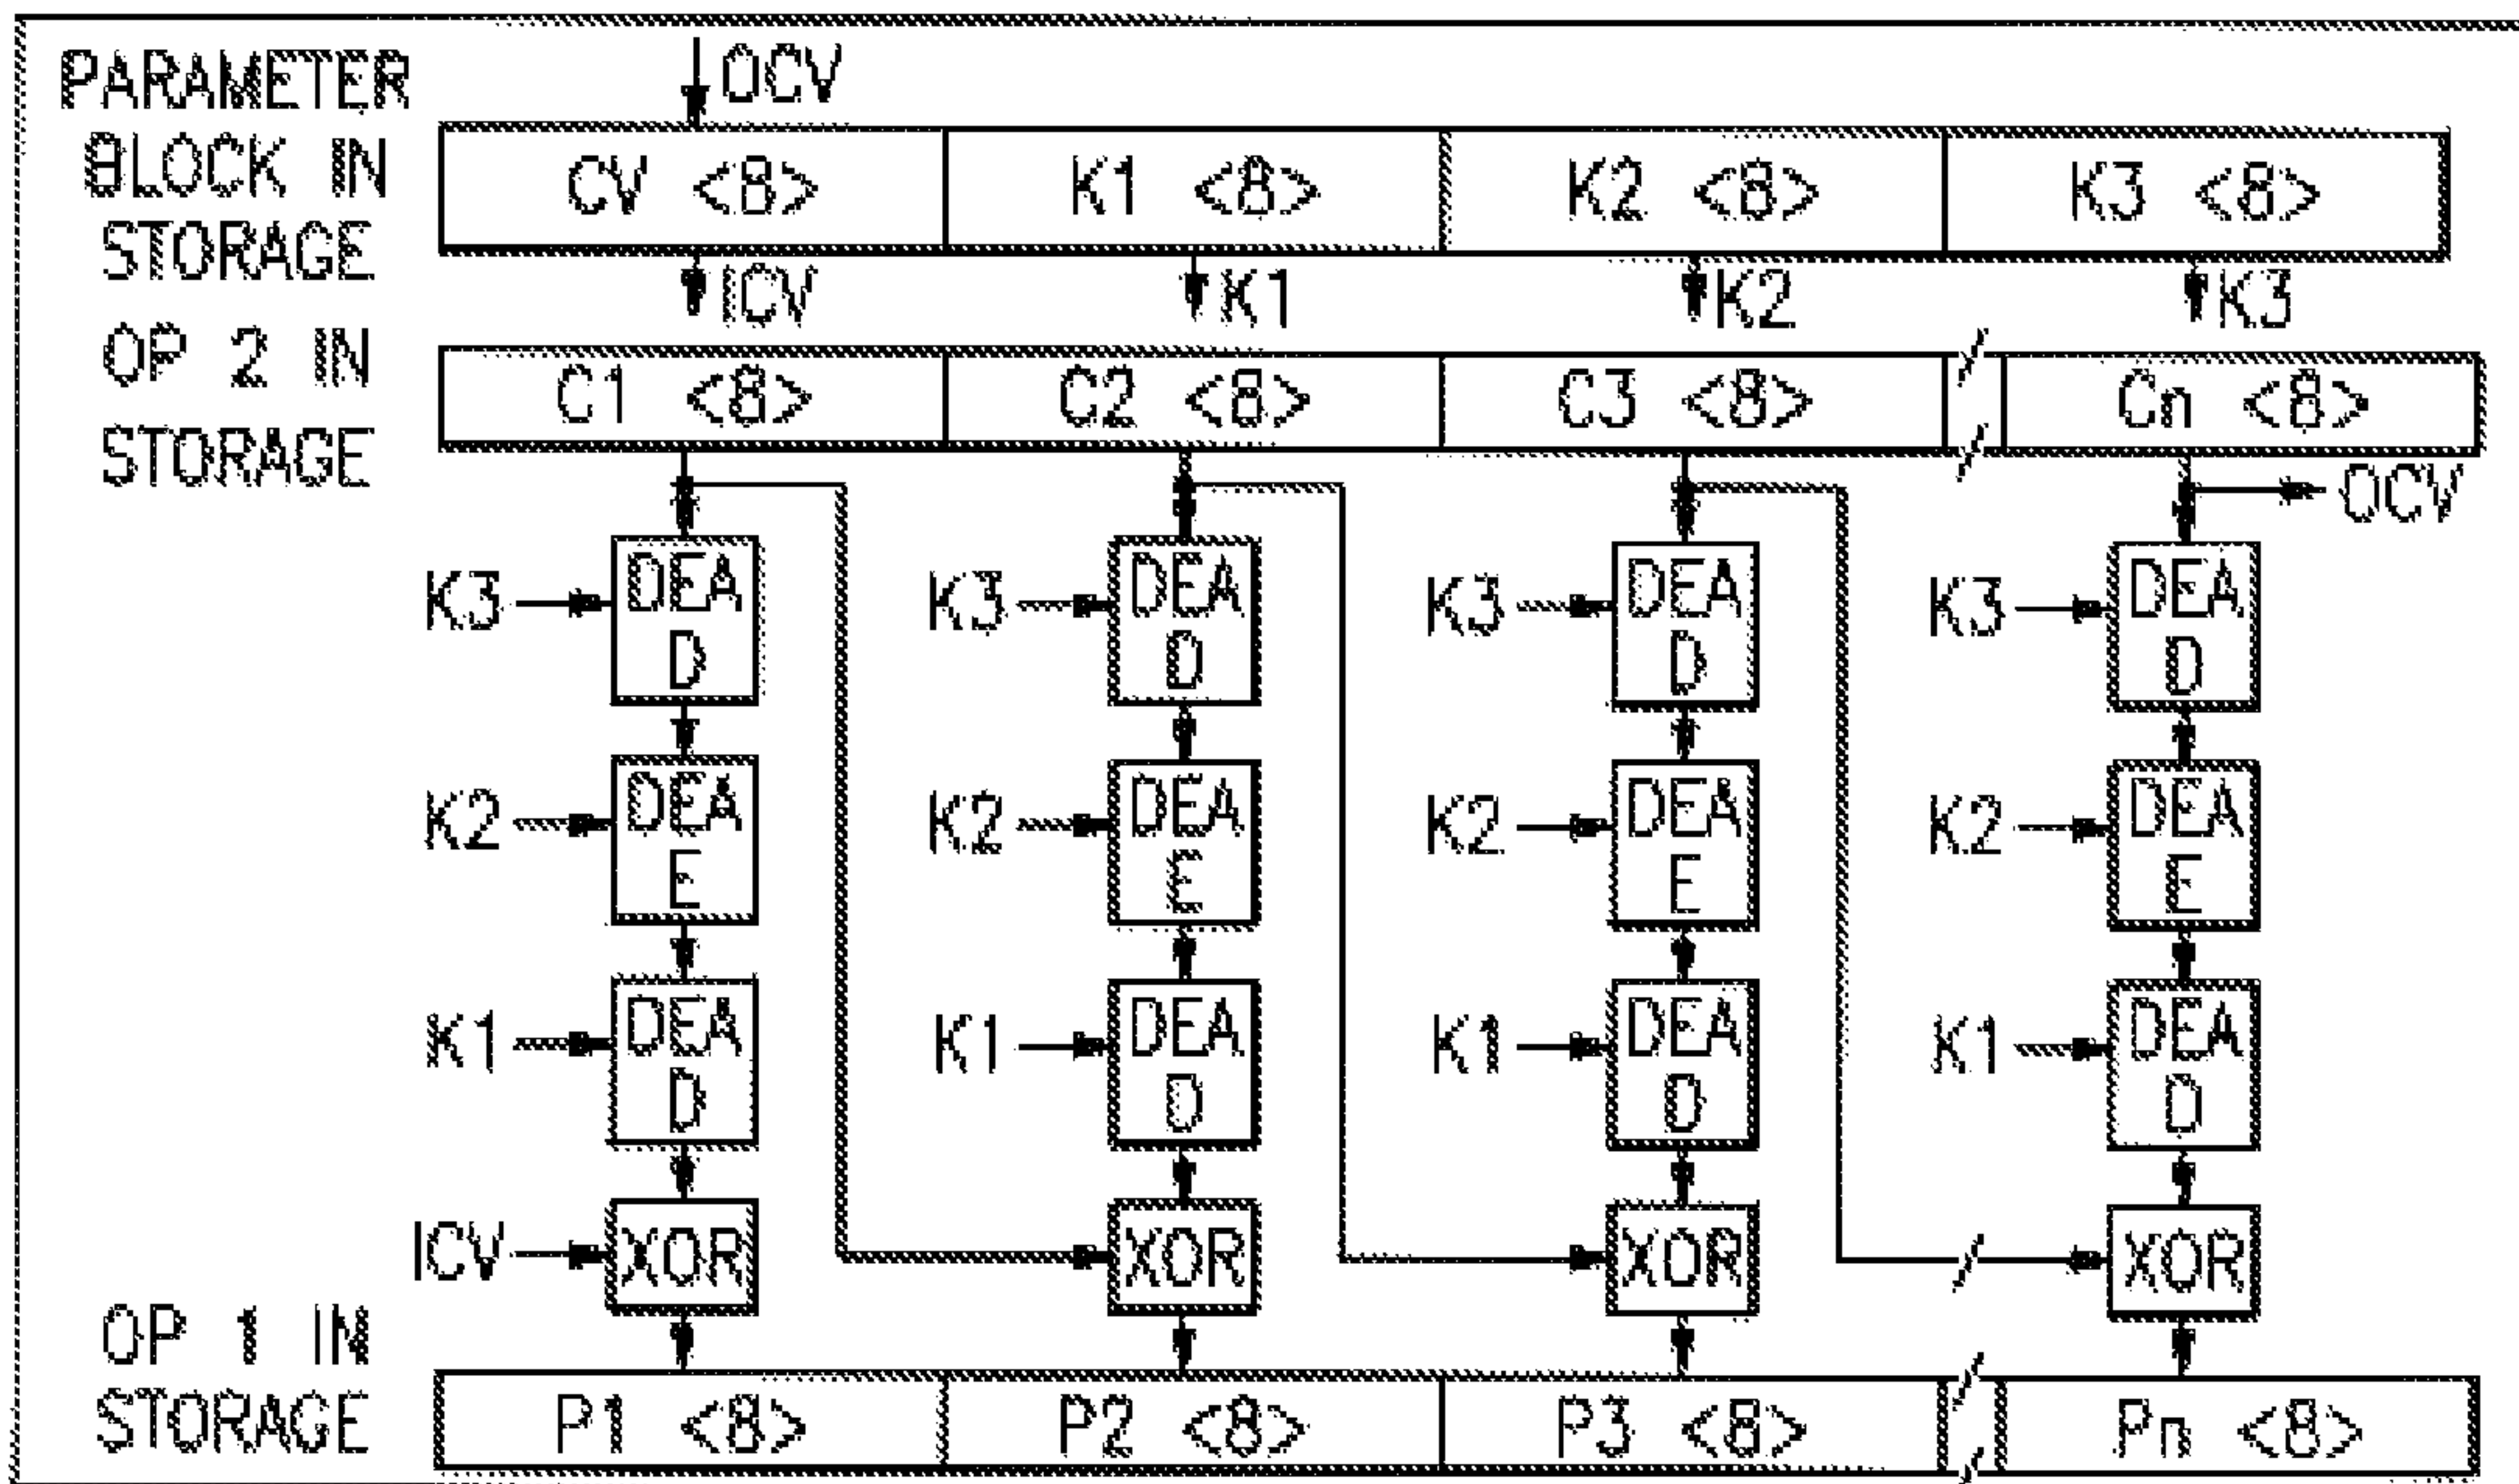 PARAMETER
BLOCK IN
STORAGE
OCV
CV <8> K1 <8> K2 <8> K3 <8>
ICV K1 K2 K3
OP 2 IN
STORAGE
C1 <8> C2 <8> C3 <8> Cn <8>
OCV
K3 DEA K3 DEA K3 DEA K3 DEA
D D D D
K2 DEA K2 DEA K2 DEA K2 DEA
E E E E
K1 DEA K1 DEA K1 DEA K1 DEA
D D D D
ICV XOR XOR XOR XOR
OP 1 IN
STORAGE
P1 <8> P2 <8> P3 <8> Pn <8>